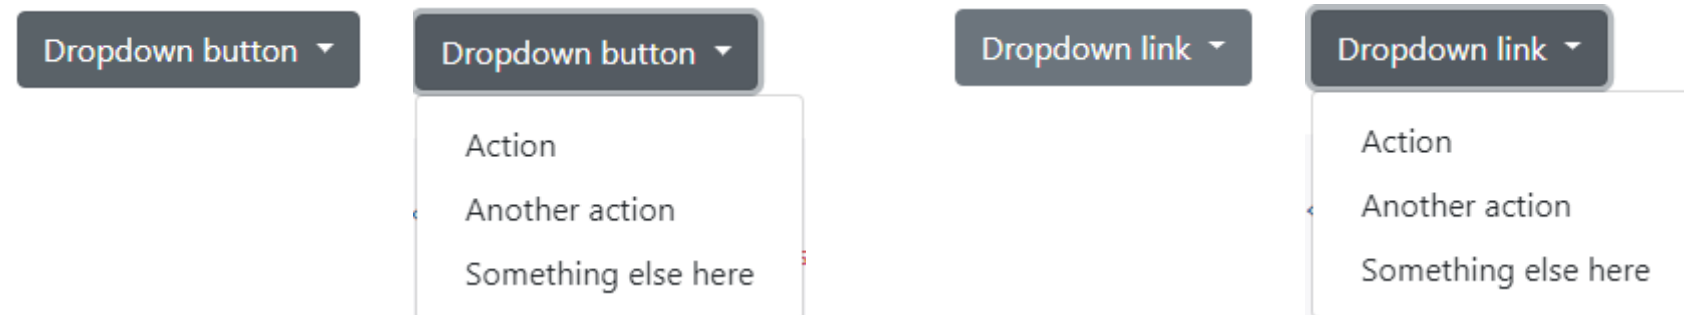 Dropdown button
Dropdown button
Action
Another action
Something else here
Dropdown link
Dropdown link
Action
Another action
Something else here